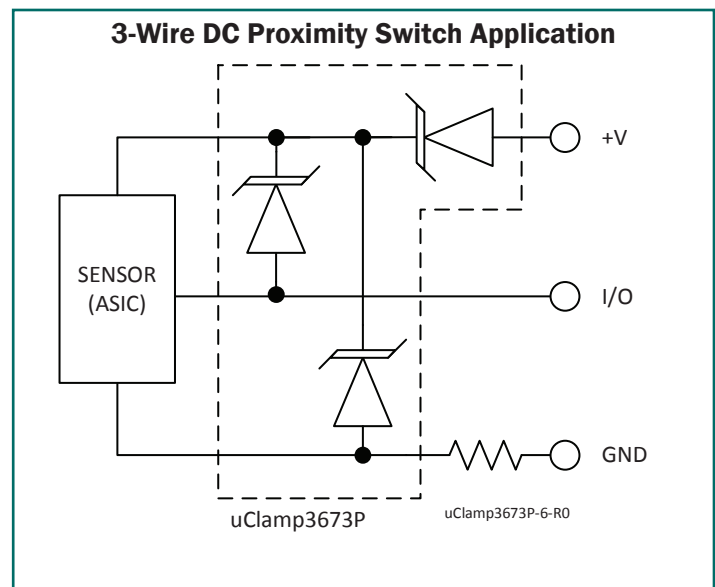 3-Wire DC Proximity Switch Application
+V
SENSOR
(ASIC)
I/O
GND
uClamp3673P
uClamp3673P-6-R0